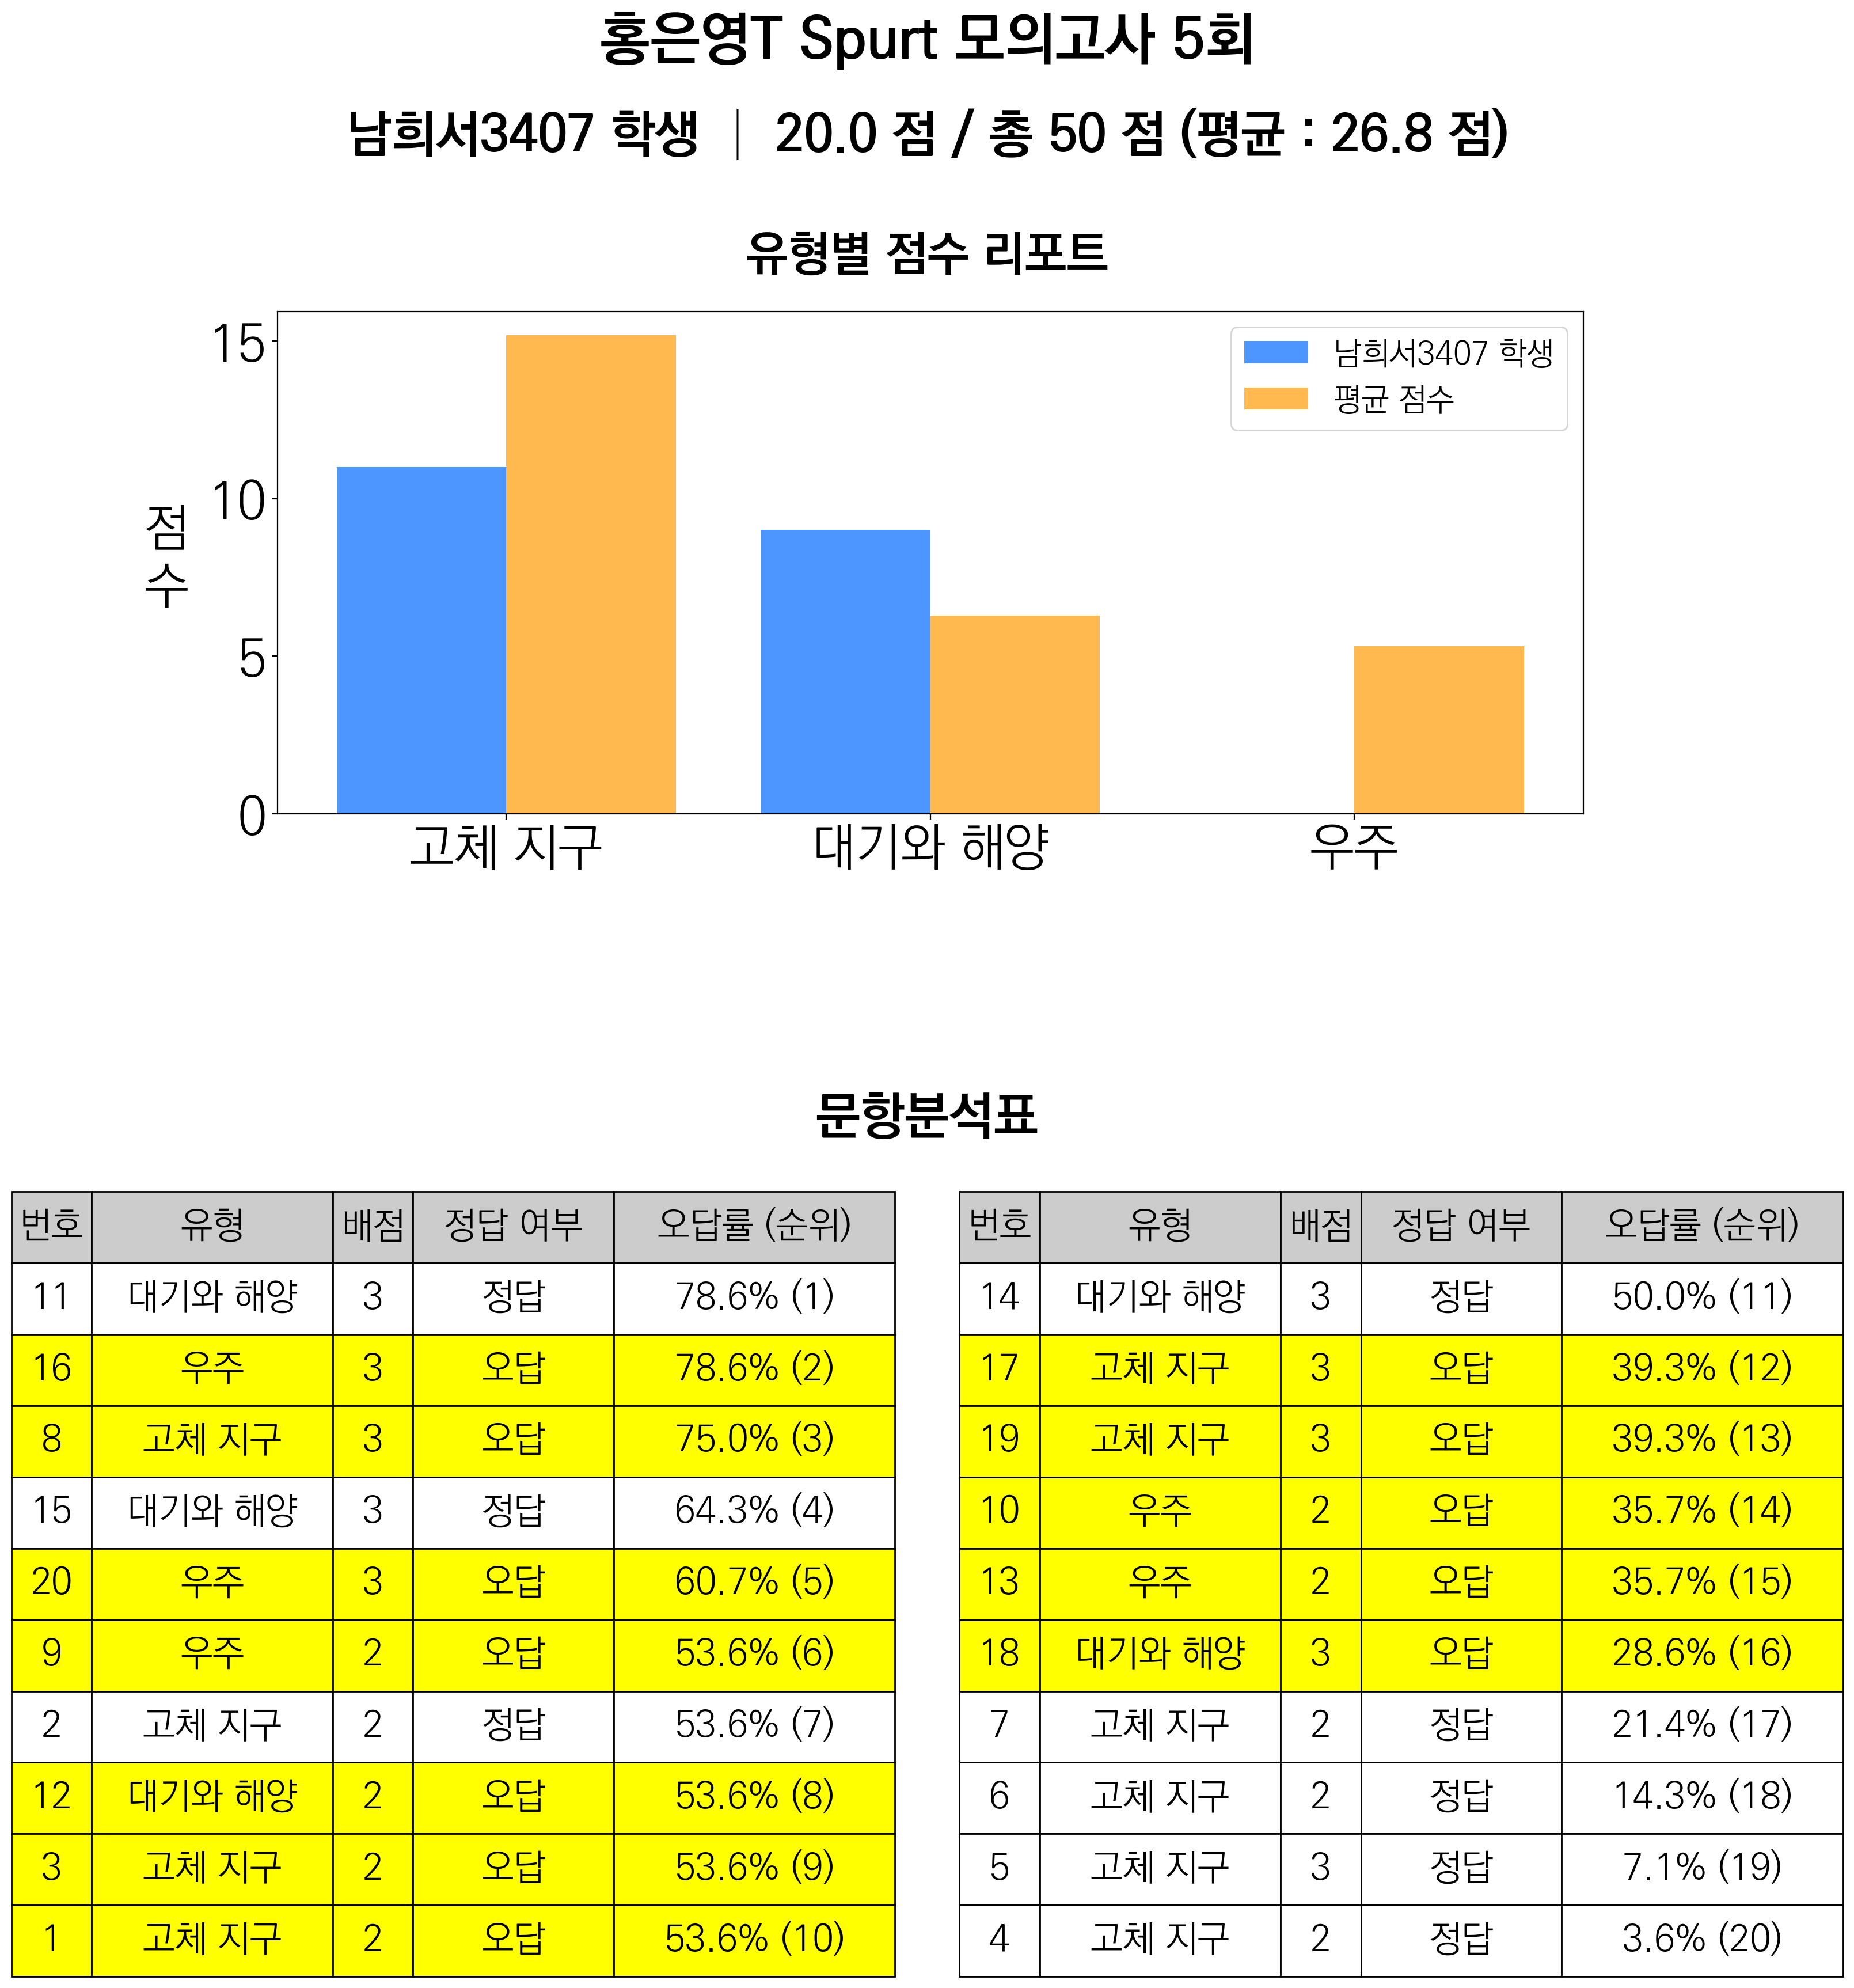 홍은영T Spurt 모의고사 5회
남희서3407 학생 | 20.0 점 / 총 50 점 (평균 : 26.8 점)
유형별 점수 리포트
15
10
5
0
점
수
남희서3407 학생
평균 점수
고체 지구 대기와 해양 우주
문항분석표
번호 유형 배점 정답 여부 오답률 (순위)
11 대기와 해양 3 정답 78.6% (1)
16 우주 3 오답 78.6% (2)
8 고체 지구 3 오답 75.0% (3)
15 대기와 해양 3 정답 64.3% (4)
20 우주 3 오답 60.7% (5)
9 우주 2 오답 53.6% (6)
2 고체 지구 2 정답 53.6% (7)
12 대기와 해양 2 오답 53.6% (8)
3 고체 지구 2 오답 53.6% (9)
1 고체 지구 2 오답 53.6% (10)
번호 유형 배점 정답 여부 오답률 (순위)
14 대기와 해양 3 정답 50.0% (11)
17 고체 지구 3 오답 39.3% (12)
19 고체 지구 3 오답 39.3% (13)
10 우주 2 오답 35.7% (14)
13 우주 2 오답 35.7% (15)
18 대기와 해양 3 오답 28.6% (16)
7 고체 지구 2 정답 21.4% (17)
6 고체 지구 2 정답 14.3% (18)
5 고체 지구 3 정답 7.1% (19)
4 고체 지구 2 정답 3.6% (20)